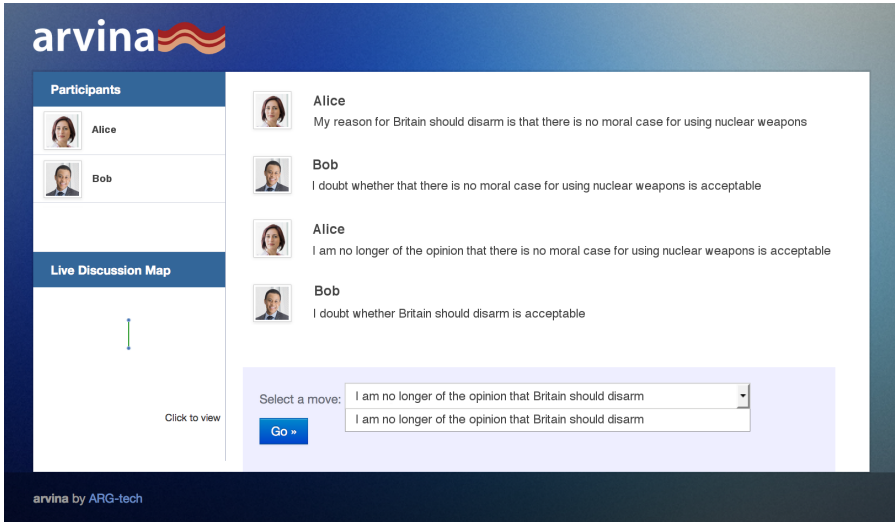 arvina
Participants
Alice
Bob
Live Discussion Map
Click to view
Alice
My reason for Britain should disarm is that there is no moral case for using nuclear weapons
Bob
I doubt whether that there is no moral case for using nuclear weapons is acceptable
Alice
I am no longer of the opinion that there is no moral case for using nuclear weapons is acceptable
Bob
I doubt whether Britain should disarm is acceptable
Select a move: I am no longer of the opinion that Britain should disarm
I am no longer of the opinion that Britain should disarm
Go »
arvina by ARG-tech